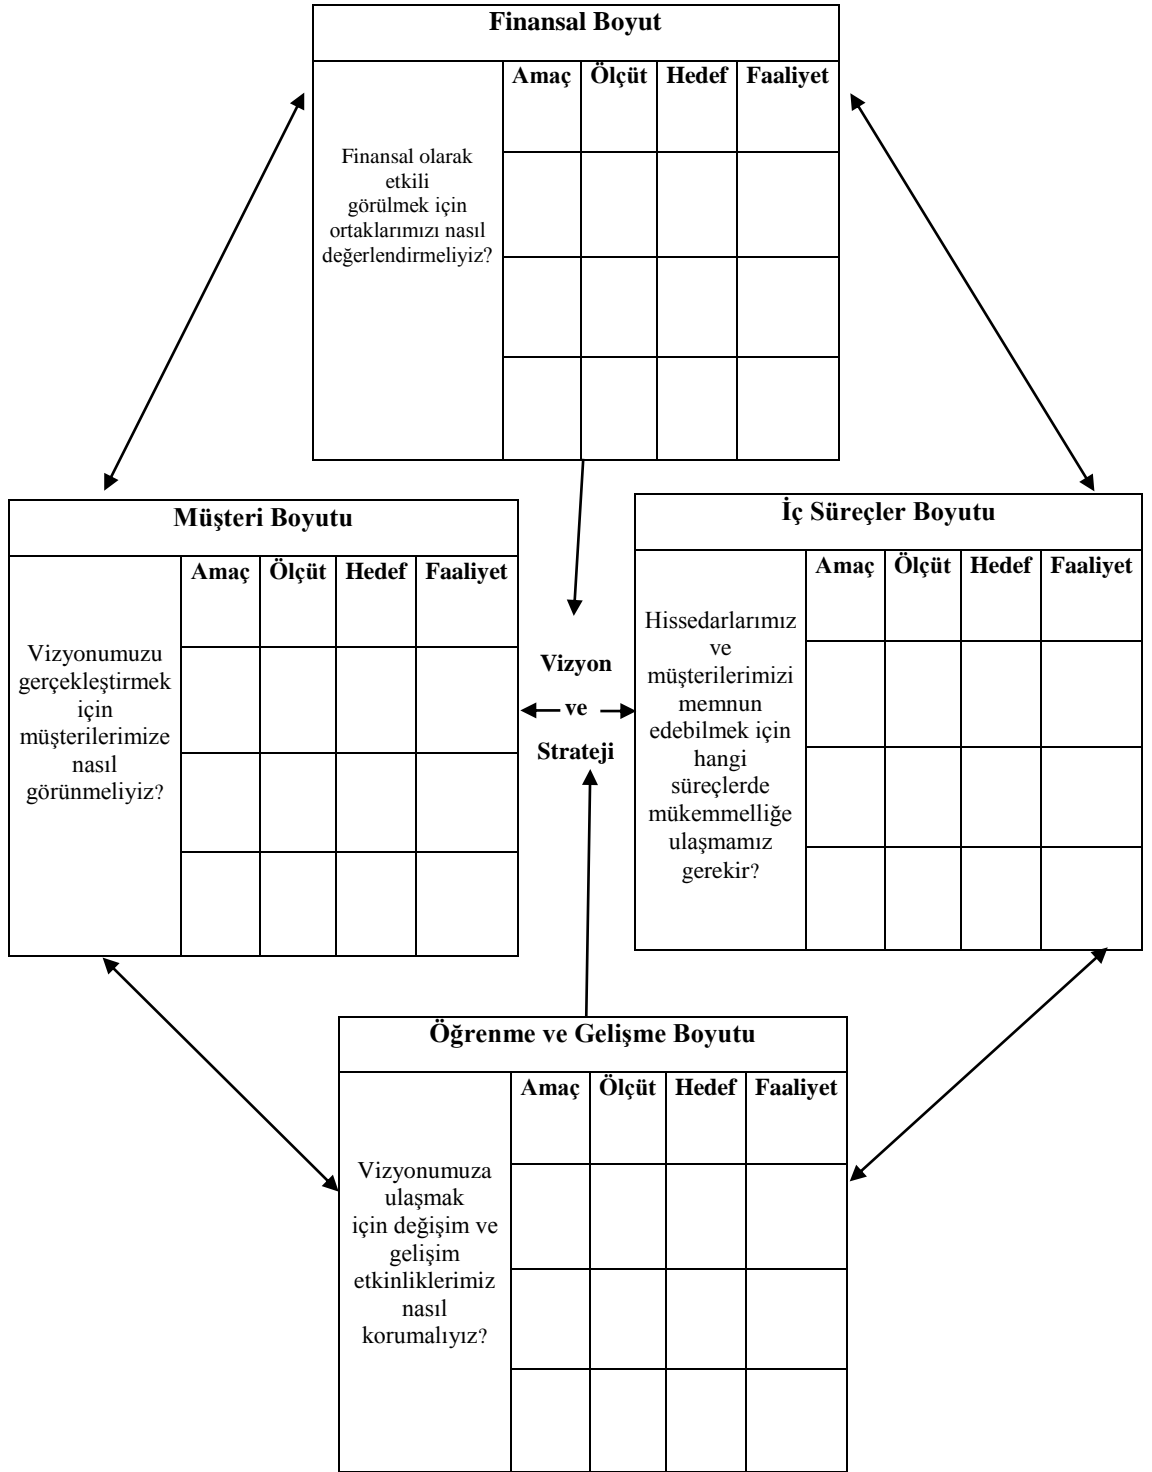 Finansal Boyut
Amaç Ölçüt Hedef Faaliyet
Finansal olarak
etkili
görülmek için
ortaklarımızı nasıl
değerlendirmeliyiz?
Müşteri Boyutu
Amaç Ölçüt Hedef Faaliyet
Vizyonumuzu
gerçekleştirmek
için
müşterilerimize
nasıl
görünmeliyiz?
Vizyon
ve
Strateji
İç Süreçler Boyutu
Amaç Ölçüt Hedef Faaliyet
Hissedarlarımız
ve
müşterilerimizi
memnun
edebilmek için
hangi
süreçlerde
mükemmelliğe
ulaşmamız
gerekir?
Öğrenme ve Gelişme Boyutu
Amaç Ölçüt Hedef Faaliyet
Vizyonumuza
ulaşmak
için değişim ve
gelişim
etkinliklerimiz
nasıl
korumalıyız?